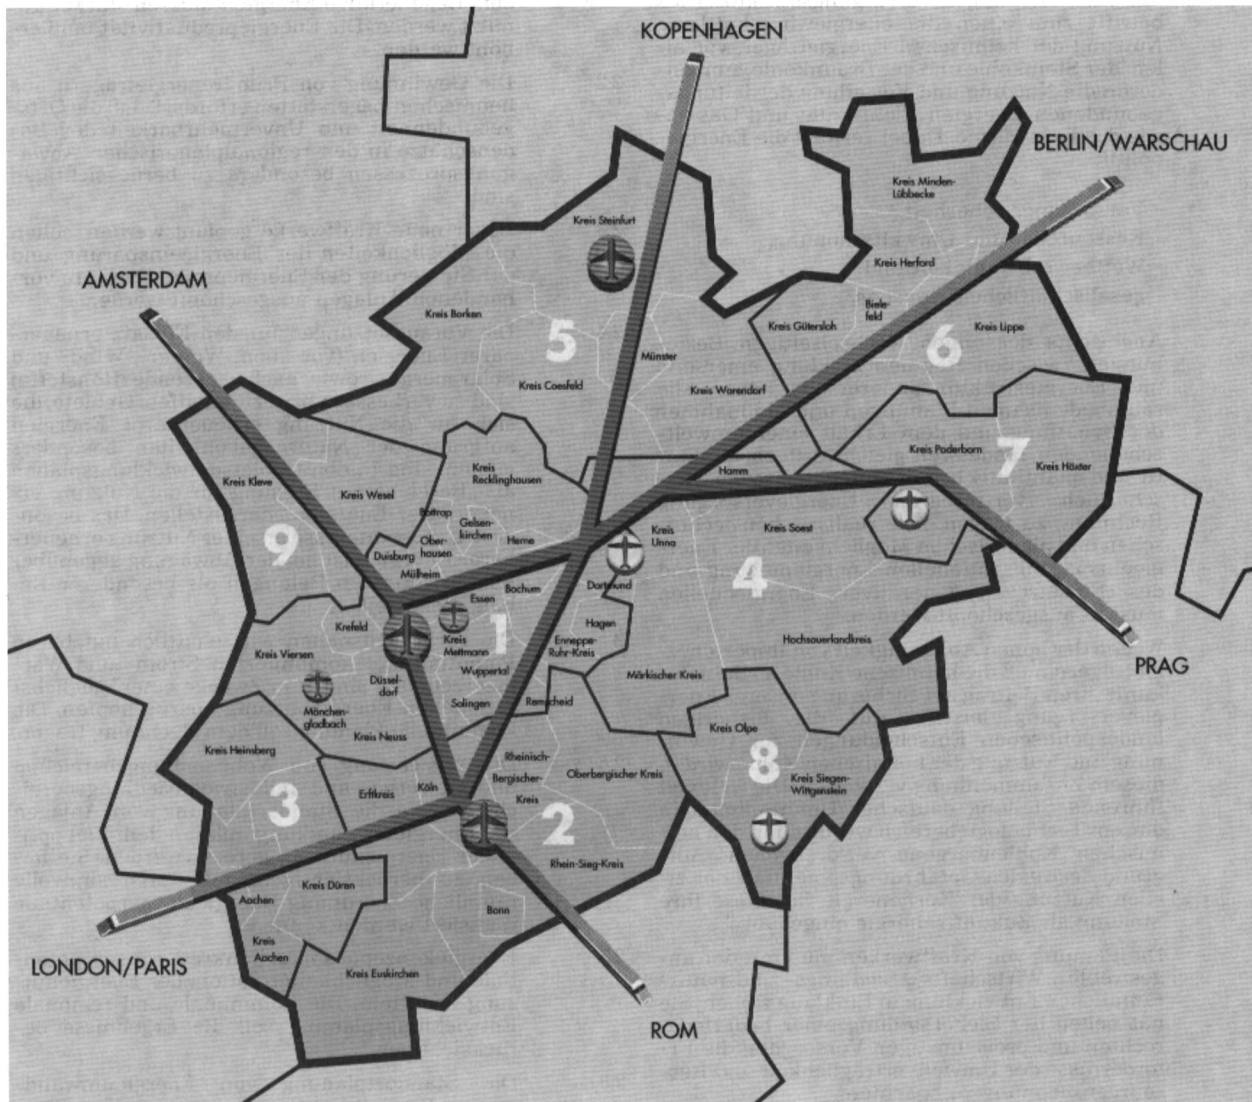 KOPENHAGEN
BERLIN/WARSCHAU
Kreis Minden-
Lübbecke
Kreis Steinfurt
Kreis Herford
AMSTERDAM
Kreis Borken
5
Biele-
feld
Kreis Gütersloh
Kreis Lippe
6
Münster
Kreis Coesfeld
Kreis Warendorf
Kreis Paderborn
7
Kreis Höxter
Kreis Kleve
Kreis Wesel
Kreis
Recklinghausen
Hamm
9
Bottrop
Gelsen-
kirchen
Ober-
hausen
Herne
Duisburg
Mülheim
Kreis
Unna
Kreis Soest
4
Bochum
Dortmund
Essen
Krefeld
1
Hagen
Kreis
Mettmann
Enneppe-
Ruhr-Kreis
Hochsauerlandkreis
Kreis Viersen
Wuppertal
Märkischer Kreis
PRAG
Düssel-
dorf
Solingen
Remscheid
Mönchen-
gladbach
Kreis Neuss
Kreis Olpe
Kreis Heinsberg
8
Rheinisch-
Bergischer-
Kreis
Oberbergischer Kreis
Kreis Siegen-
Wittgenstein
3
Erftkreis
Köln
2
Rhein-Sieg-Kreis
Kreis Düren
Aachen
Bonn
Kreis
Aachen
LONDON/PARIS
Kreis Euskirchen
ROM